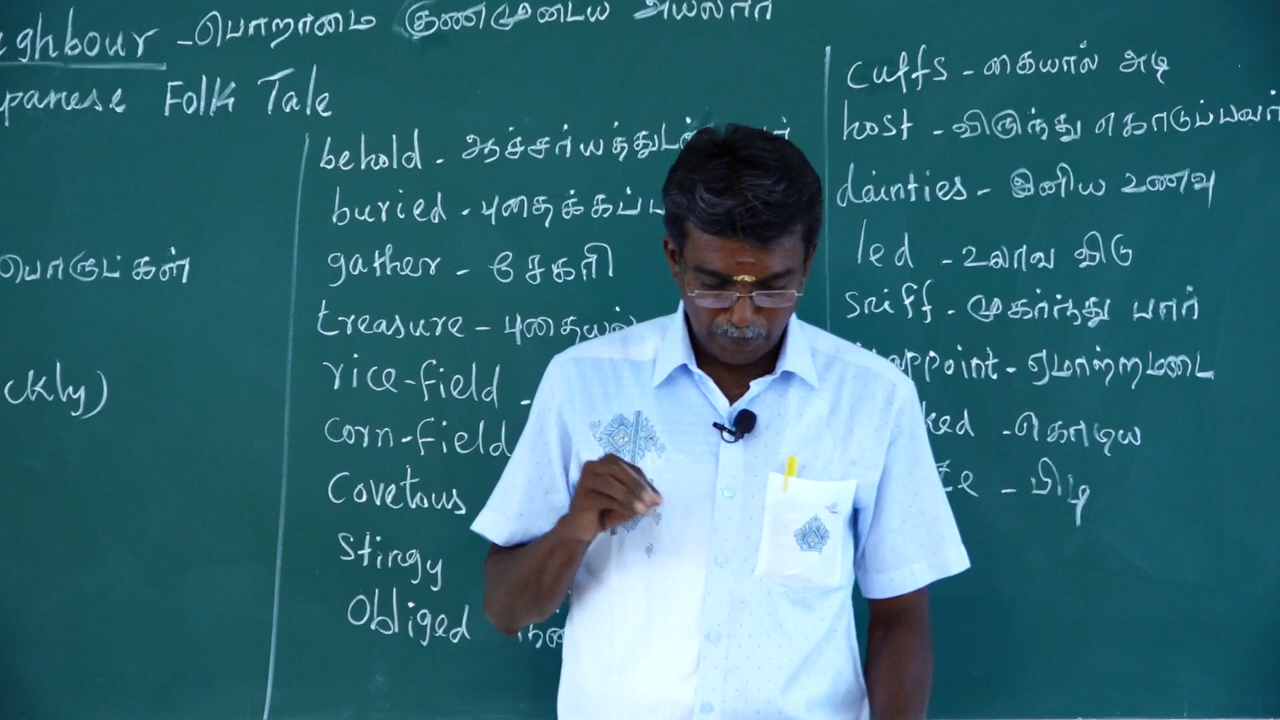 ighbour - பொறாமை குணமுடைய அயலார்
panese Folk Tale
பொருட்கள்
ckly)
behold - ஆச்சர்யத்துடன்
buried - புதைக்கப்ப
gather - சேகரி
treasure - புதையல்
rice-field -
corn-field
Covetous
Stingy
Obliged
cuffs - கையால் அடி
host - விருந்து கொடுப்பவர்
dainties - இனிய உணவு
led - உலாவ விடு
sniff - முகர்ந்து பார்
appoint - ஏமாற்றமடை
ked - கொடிய
ze - பிடி